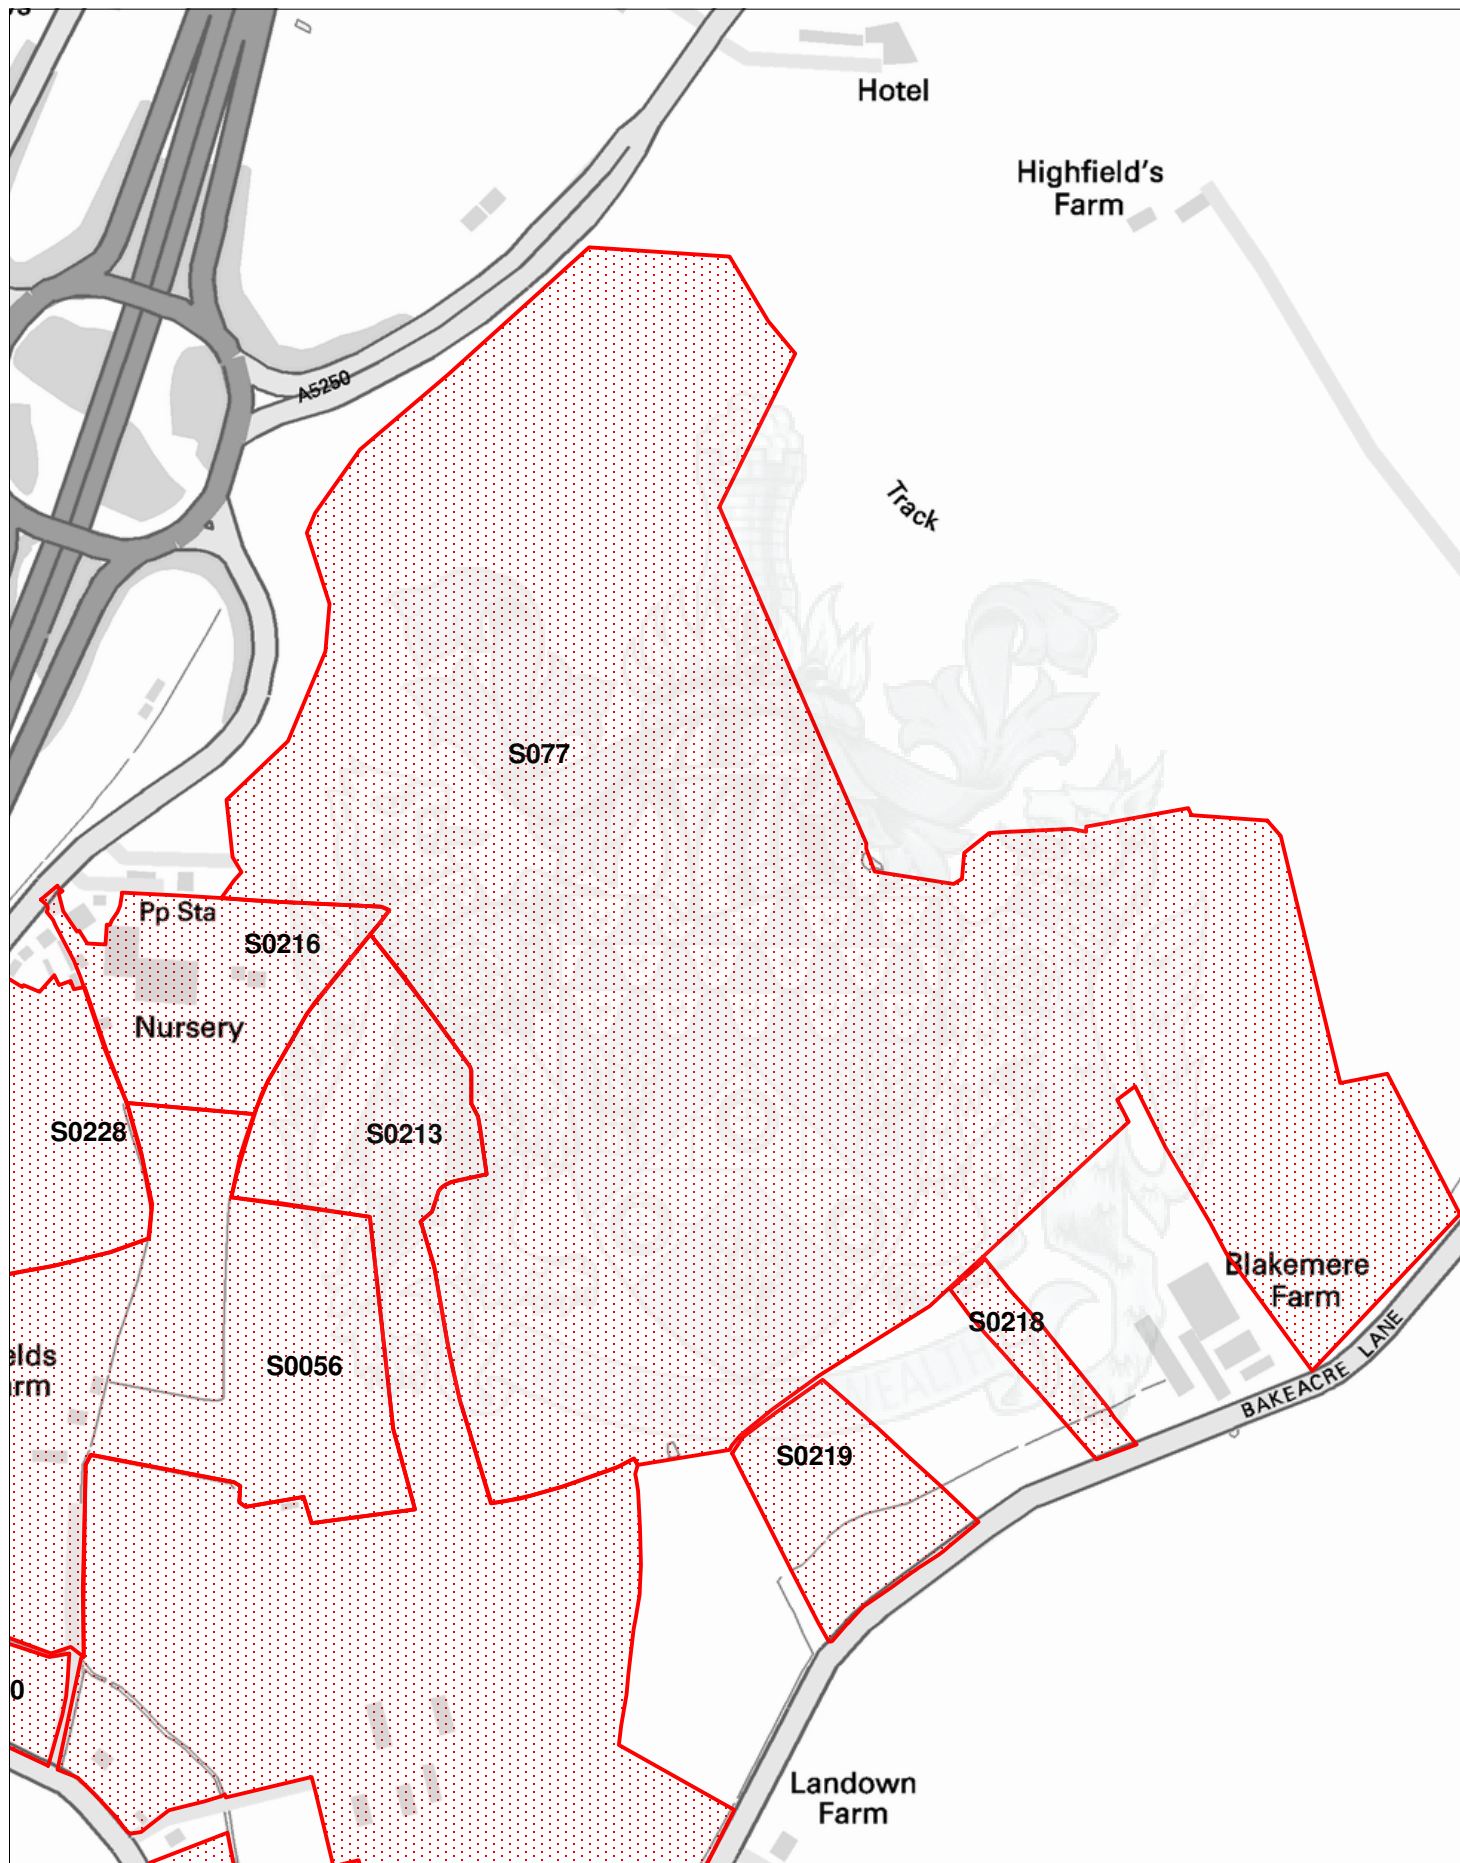 Hotel
Highfield's
Farm
A5250
Track
S077
Pp Sta
S0216
Nursery
S0228
S0213
Blakemere
Farm
S0218
BAKEACRE LANE
S0056
S0219
0
Landown
Farm